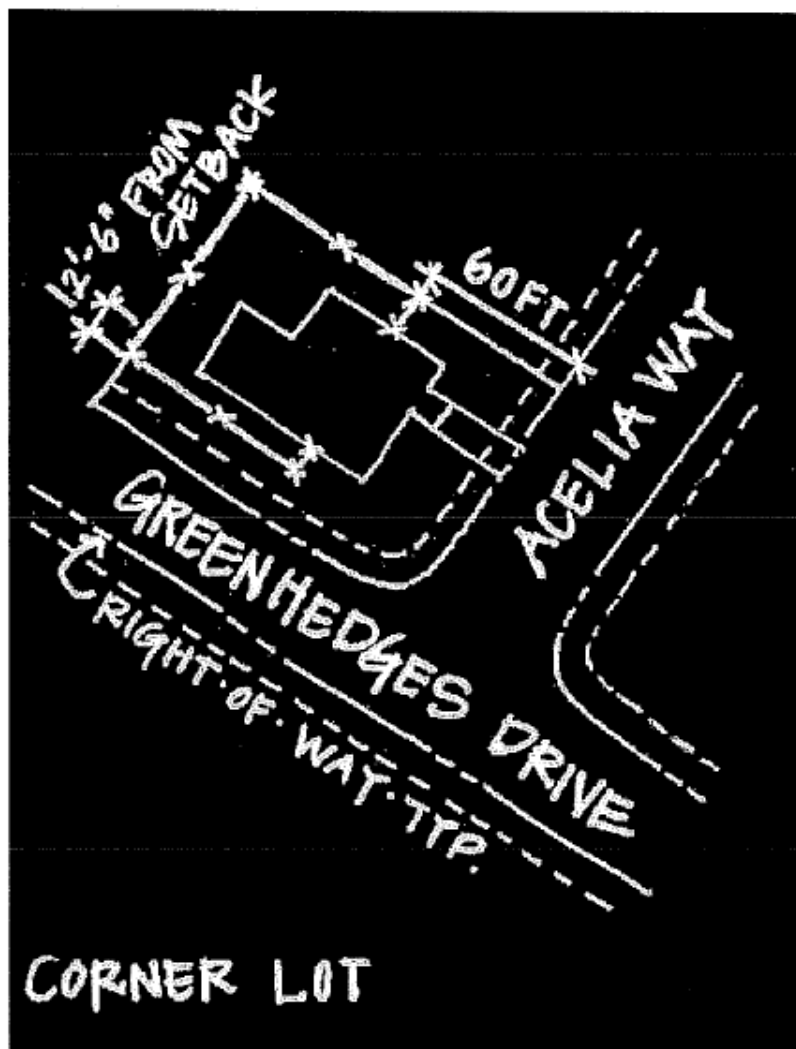 12'-6" FROM
SETBACK
60FT
ACELIA WAY
GREENHEDGES DRIVE
RIGHT·OF·WAY·TYP.
CORNER LOT